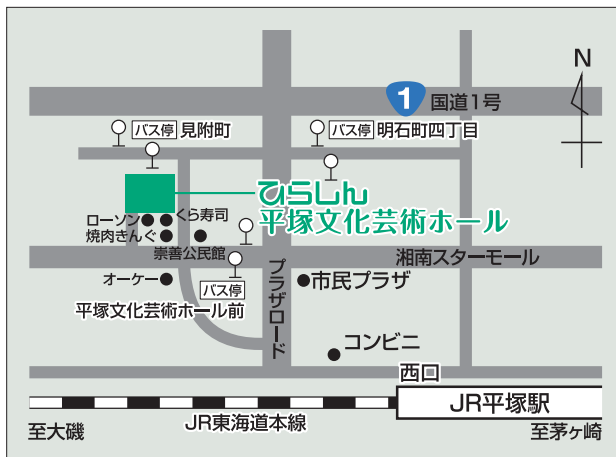 N
1
国道1号
バス停 見附町
バス停 明石町四丁目
ひらしん
平塚文化芸術ホール
ローソン
くら寿司
焼肉きんぐ
崇善公民館
湘南スターモール
オーケー
バス停
平塚文化芸術ホール前
プラザロード
市民プラザ
コンビニ
西口
JR平塚駅
JR東海道本線
至大磯
至茅ヶ崎